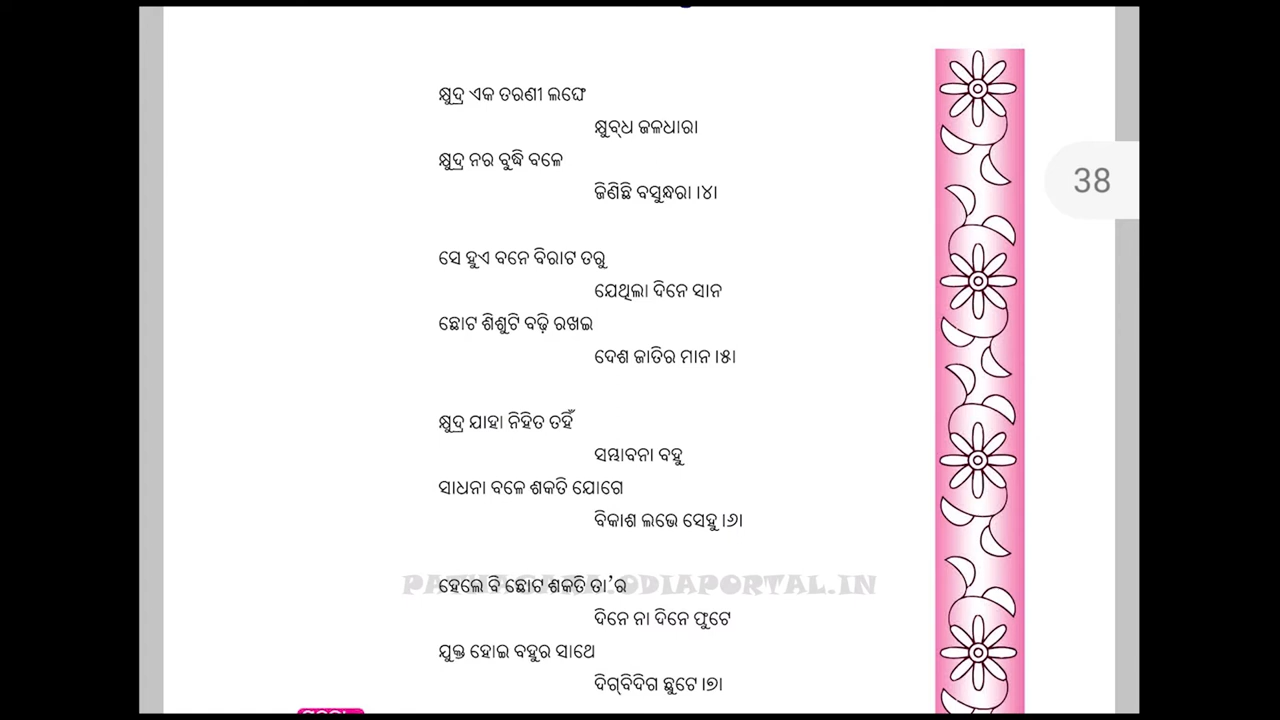 କ୍ଷୁଦ୍ର ଏକ ତରଣୀ ଲଙ୍ଘେ
କ୍ଷୁବ୍‌ଧ ଜଳଧାରା
କ୍ଷୁଦ୍ର ନର ବୁଦ୍ଧି ବଳେ
ଜିଣିଛି ବସୁନ୍ଧରା ।୪।
ସେ ହୁଏ ବନେ ବିରାଟ ତରୁ
ଯେଥିଲା ଦିନେ ସାନ
ଛୋଟ ଶିଶୁଟି ବଢ଼ି ରଖଇ
ଦେଶ ଜାତିର ମାନ ।୫।
କ୍ଷୁଦ୍ର ଯାହା ନିହିତ ତହିଁ
ସମ୍ଭାବନା ବହୁ
ସାଧନା ବଳେ ଶକତି ଯୋଗେ
ବିକାଶ ଲଭେ ସେହୁ ।୬।
ହେଲେ ବି ଛୋଟ ଶକତି ତା’ର
ଦିନେ ନା ଦିନେ ଫୁଟେ
ଯୁକ୍ତ ହୋଇ ବହୁର ସାଥେ
ଦିଗ୍‌ବିଦିଗ ଛୁଟେ ।୭।
38